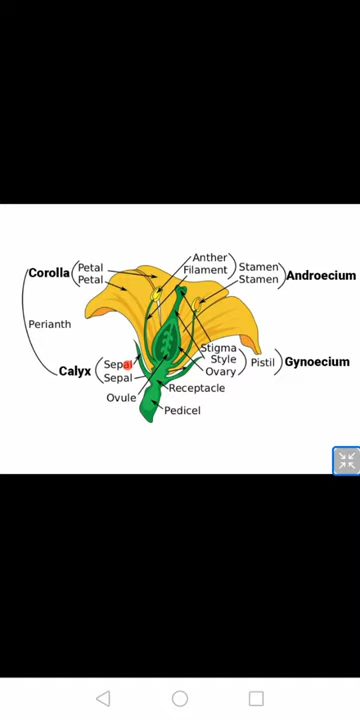 Anther
Petal
Filament
Stamen
Corolla
Petal
Stamen
Androecium
Perianth
Stigma
Sepal
Style
Pistil
Gynoecium
Calyx
Ovary
Sepal
Receptacle
Ovule
Pedicel